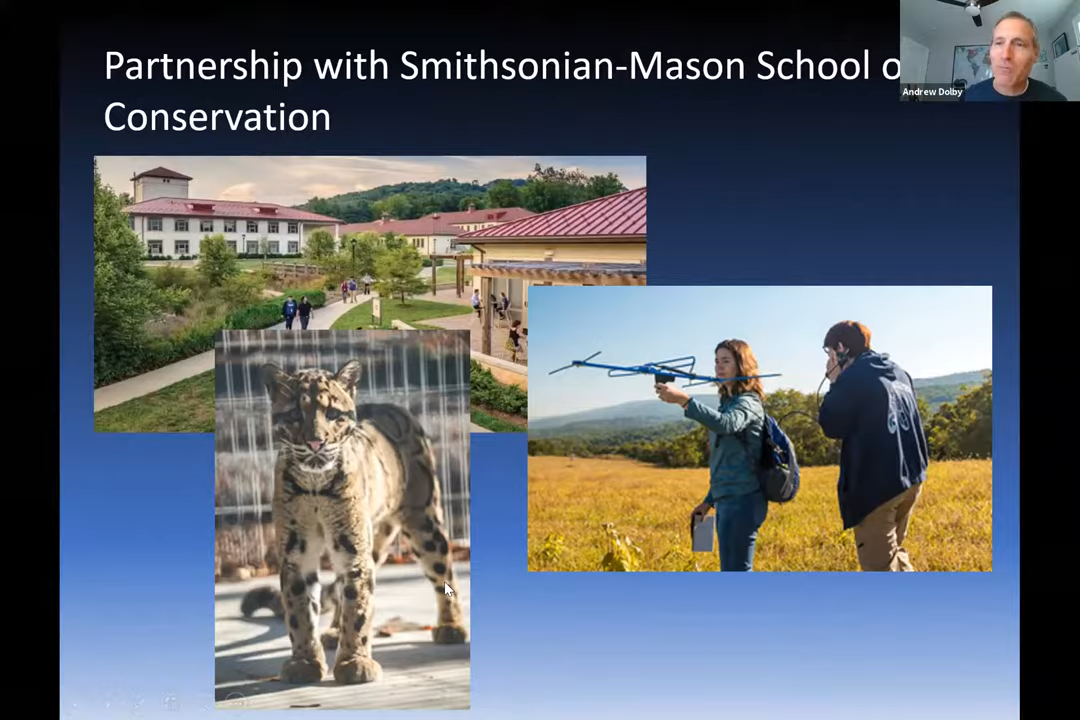 Partnership with Smithsonian-Mason School o
Conservation
Andrew Dolby